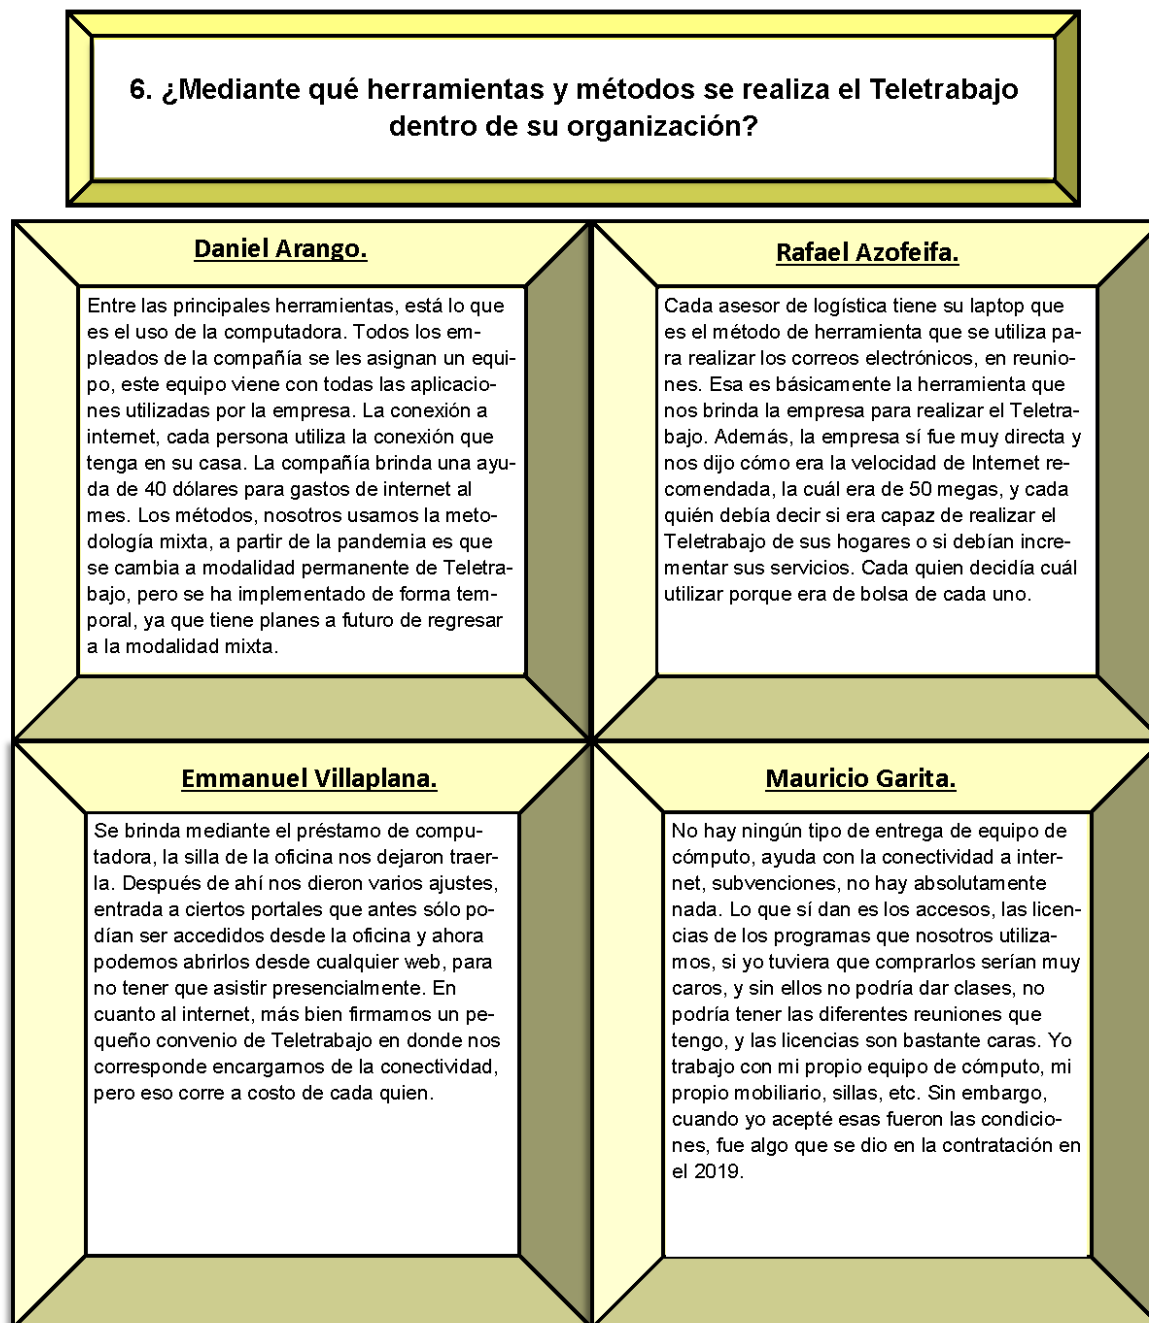 6. ¿Mediante qué herramientas y métodos se realiza el Teletrabajo
dentro de su organización?
Daniel Arango.
Entre las principales herramientas, está lo que
es el uso de la computadora. Todos los em-
pleados de la compañía se les asignan un equi-
po, este equipo viene con todas las aplicacio-
nes utilizadas por la empresa. La conexión a
internet, cada persona utiliza la conexión que
tenga en su casa. La compañía brinda una ayu-
da de 40 dólares para gastos de internet al
mes. Los métodos, nosotros usamos la meto-
dología mixta, a partir de la pandemia es que
se cambia a modalidad permanente de Teletra-
bajo, pero se ha implementado de forma tem-
poral, ya que tiene planes a futuro de regresar
a la modalidad mixta.
Rafael Azofeifa.
Cada asesor de logística tiene su laptop que
es el método de herramienta que se utiliza pa-
ra realizar los correos electrónicos, en reunio-
nes. Esa es básicamente la herramienta que
nos brinda la empresa para realizar el Teletra-
bajo. Además, la empresa sí fue muy directa y
nos dijo cómo era la velocidad de Internet re-
comendada, la cuál era de 50 megas, y cada
quién debía decir si era capaz de realizar el
Teletrabajo de sus hogares o si debían incre-
mentar sus servicios. Cada quien decidía cuál
utilizar porque era de bolsa de cada uno.
Emmanuel Villaplana.
Se brinda mediante el préstamo de compu-
tadora, la silla de la oficina nos dejaron traer-
la. Después de ahí nos dieron varios ajustes,
entrada a ciertos portales que antes sólo po-
dían ser accedidos desde la oficina y ahora
podemos abrirlos desde cualquier web, para
no tener que asistir presencialmente. En
cuanto al internet, más bien firmamos un pe-
queño convenio de Teletrabajo en donde nos
corresponde encargarnos de la conectividad,
pero eso corre a costo de cada quien.
Mauricio Garita.
No hay ningún tipo de entrega de equipo de
cómputo, ayuda con la conectividad a inter-
net, subvenciones, no hay absolutamente
nada. Lo que sí dan es los accesos, las licen-
cias de los programas que nosotros utiliza-
mos, si yo tuviera que comprarlos serían muy
caros, y sin ellos no podría dar clases, no
podría tener las diferentes reuniones que
tengo, y las licencias son bastante caras. Yo
trabajo con mi propio equipo de cómputo, mi
propio mobiliario, sillas, etc. Sin embargo,
cuando yo acepté esas fueron las condicio-
nes, fue algo que se dio en la contratación en
el 2019.